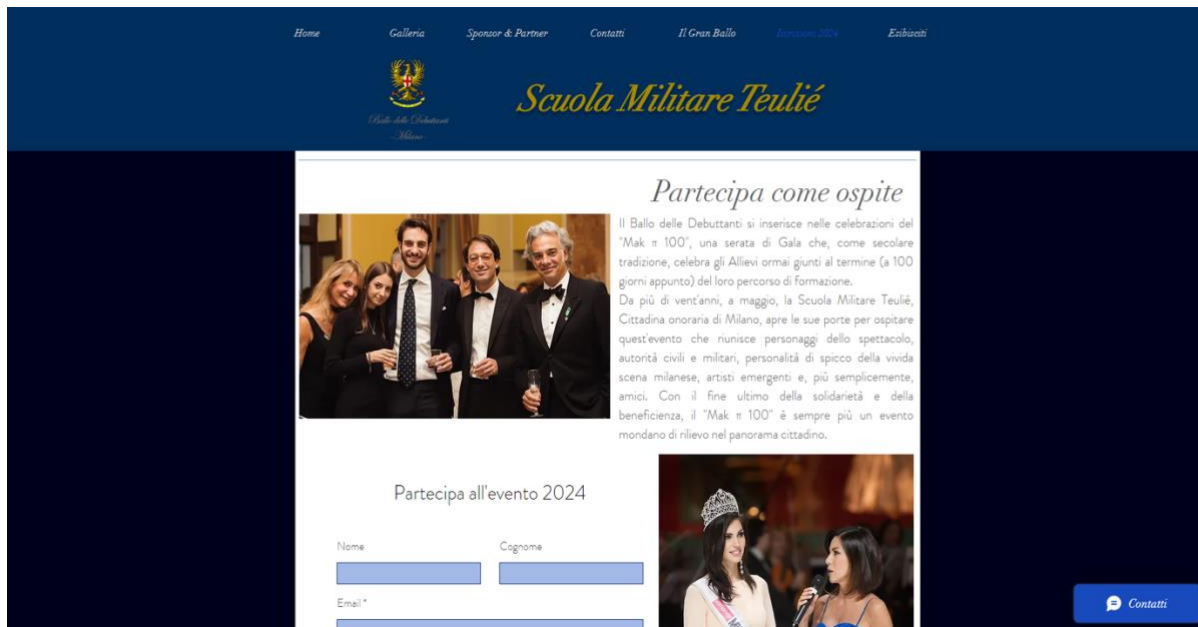 Home Galleria Sponsor & Partner Contatti Il Gran Ballo Iscrizioni 2024 Esibisciti
Ballo delle Debuttanti
- Milano -
Scuola Militare Teulié
Partecipa come ospite
Il Ballo delle Debuttanti si inserisce nelle celebrazioni del
"Mak π 100", una serata di Gala che, come secolare
tradizione, celebra gli Allievi ormai giunti al termine (a 100
giorni appunto) del loro percorso di formazione.
Da più di vent'anni, a maggio, la Scuola Militare Teulié,
Cittadina onoraria di Milano, apre le sue porte per ospitare
quest'evento che riunisce personaggi dello spettacolo,
autorità civili e militari, personalità di spicco della vivida
scena milanese, artisti emergenti e, più semplicemente,
amici. Con il fine ultimo della solidarietà e della
beneficienza, il "Mak π 100" è sempre più un evento
mondano di rilievo nel panorama cittadino.
Partecipa all'evento 2024
Nome Cognome
Email *
Contatti